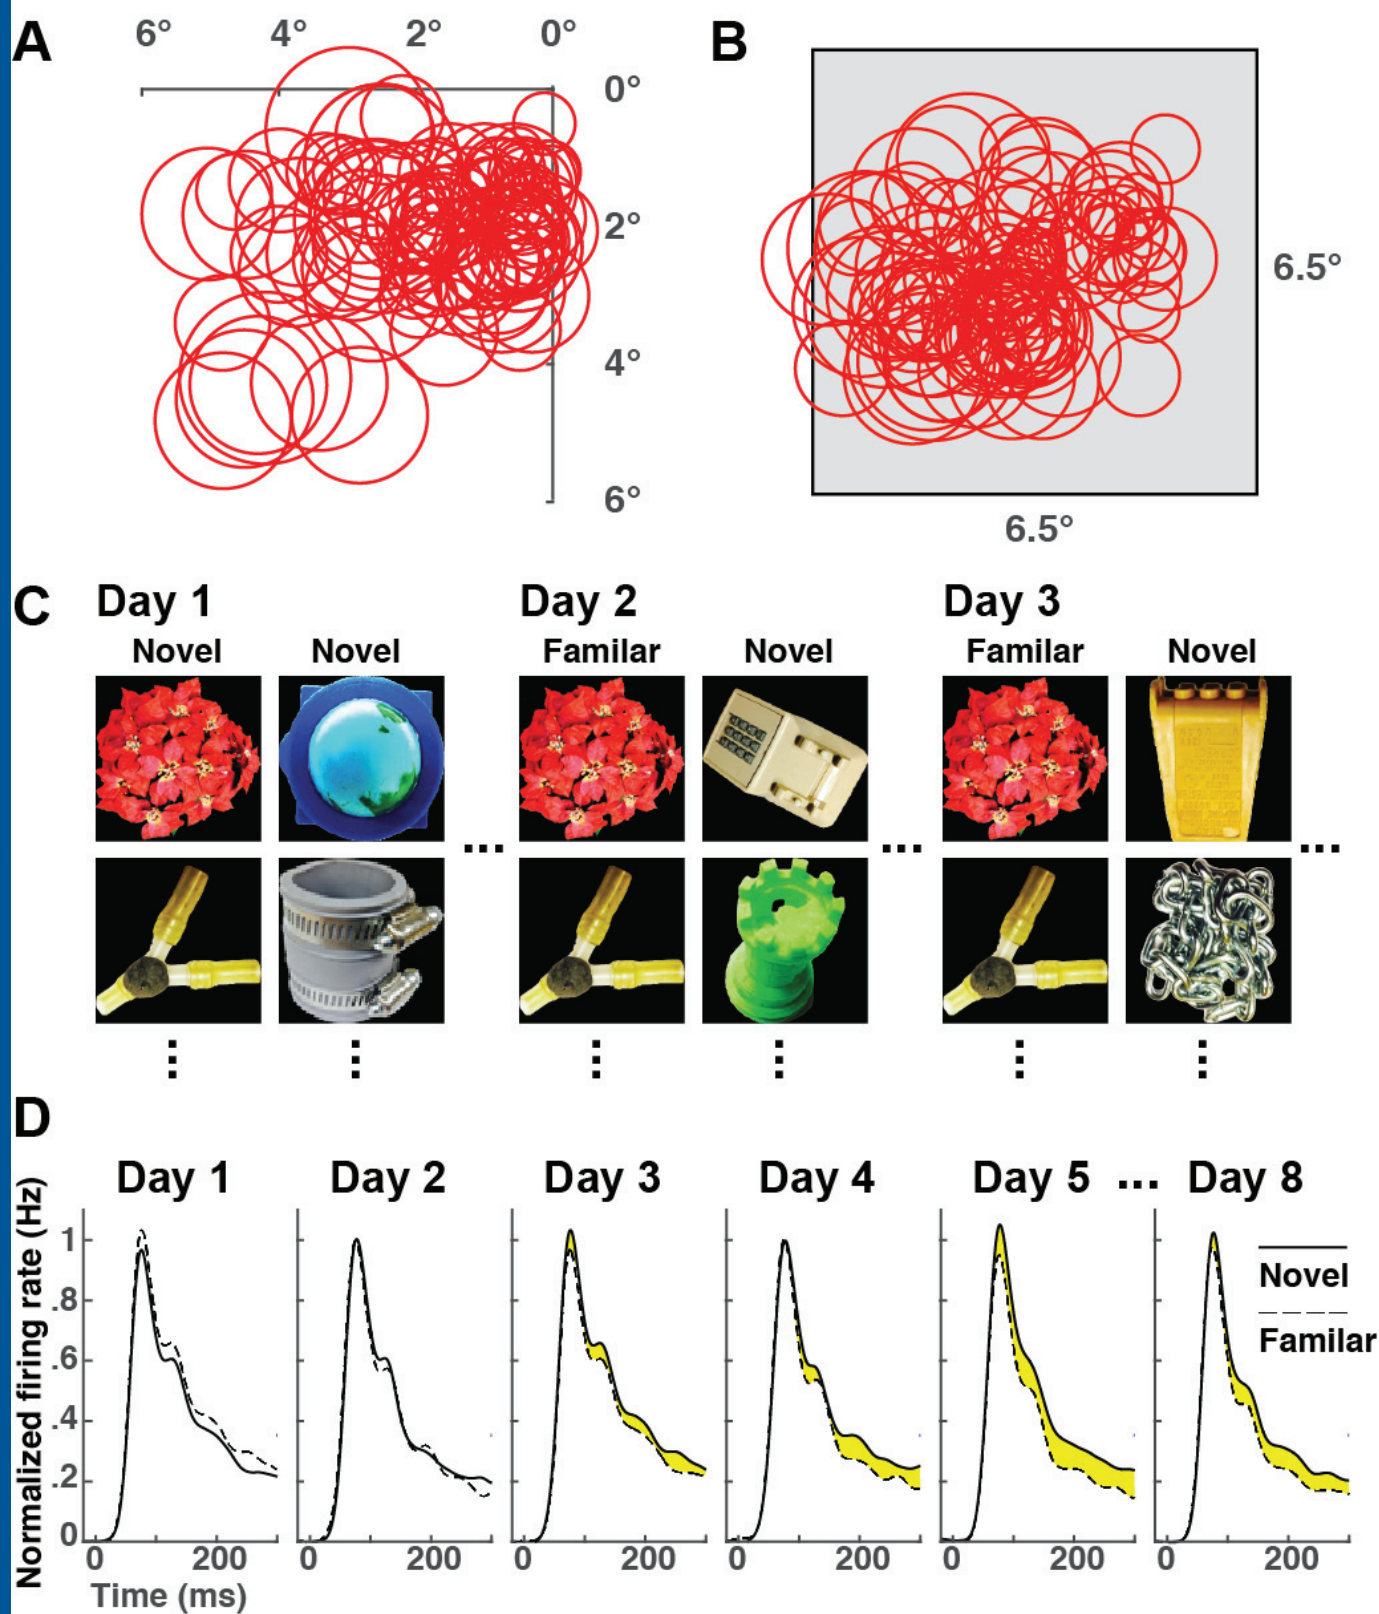 A
6° 4° 2° 0°
0°
2°
4°
6°
B
6.5°
6.5°
C
Day 1 Day 2 Day 3
Novel Novel Familar Novel Familar Novel
... ... ...
D
Day 1 Day 2 Day 3 Day 4 Day 5 ... Day 8
Normalized firing rate (Hz)
1
.8
.6
.4
.2
0
Novel
Familar
0 200 0 200 0 200 0 200 0 200 0 200
Time (ms)